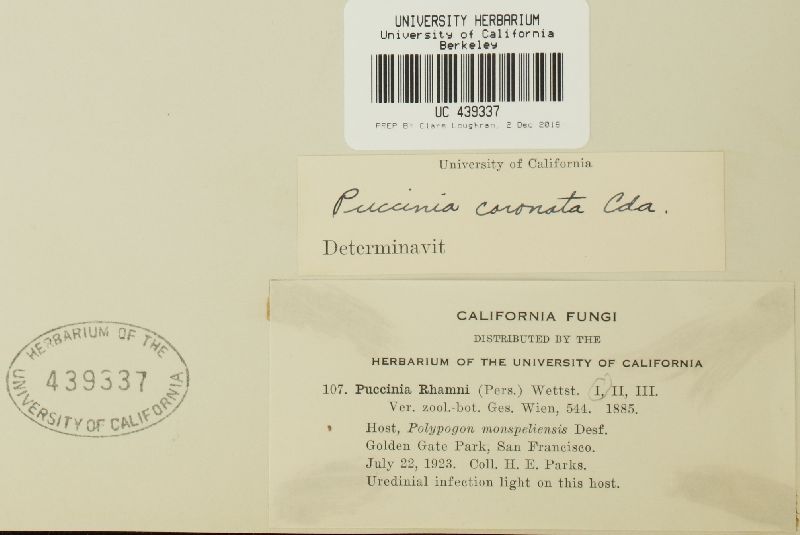 UNIVERSITY HERBARIUM
University of California
Berkeley
UC 439337
PREP BY Clare Loughran, 2 Dec 2016
University of California
Puccinia coronata Cda.
Determinavit
CALIFORNIA FUNGI
DISTRIBUTED BY THE
HERBARIUM OF THE UNIVERSITY OF CALIFORNIA
107. Puccinia Rhamni (Pers.) Wettst. I, II, III.
Ver. zool.-bot. Ges. Wien, 544. 1885.
Host, Polypogon monspeliensis Desf.
Golden Gate Park, San Francisco.
July 22, 1923. Coll. H. E. Parks.
Uredinial infection light on this host.
HERBARIUM OF THE
439337
UNIVERSITY OF CALIFORNIA